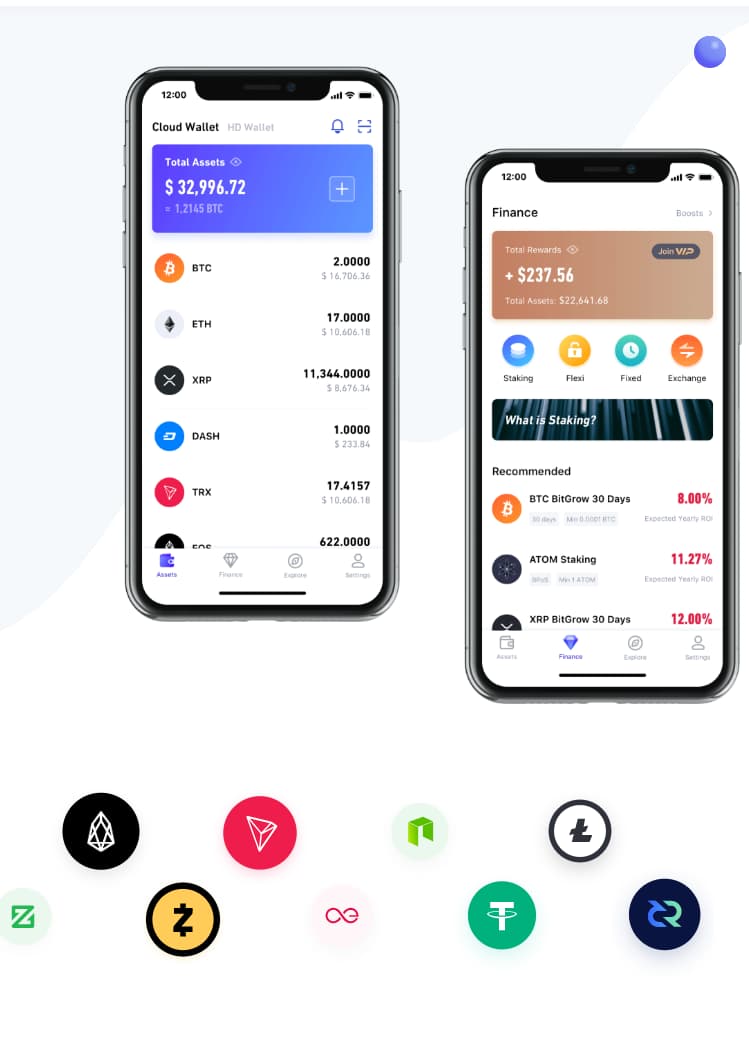 12:00
Cloud Wallet HD Wallet
Total Assets
$ 32,996.72
≈ 1,2145 BTC
BTC 2.0000
$ 16,706.36
ETH 17.0000
$ 10,606.18
XRP 11,344.0000
$ 8,676.34
DASH 1.0000
$ 233.84
TRX 17.4157
$ 10,606.18
EOS 622.0000
Assets Finance Explore Settings
12:00
Finance Boosts >
Total Rewards Join VIP
+ $237.56
Total Assets: $22,641.68
Staking Flexi Fixed Exchange
What is Staking?
Recommended
BTC BitGrow 30 Days 8.00%
30 days Min 0.0001 BTC Expected Yearly ROI
ATOM Staking 11.27%
BPoS Min 1 ATOM Expected Yearly ROI
XRP BitGrow 30 Days 12.00%
Assets Finance Explore Settings